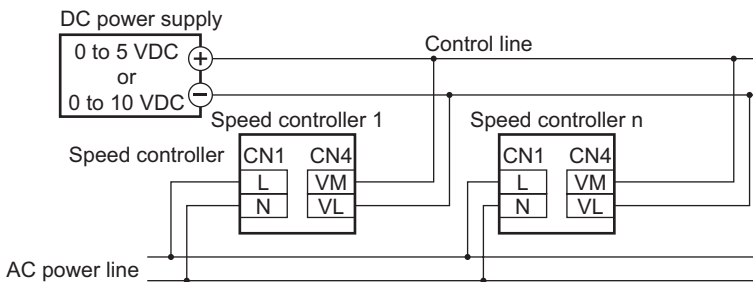 DC power supply
0 to 5 VDC
or
0 to 10 VDC
+
−
Control line
Speed controller 1
Speed controller n
Speed controller
CN1 CN4
L VM
N VL
CN1 CN4
L VM
N VL
AC power line